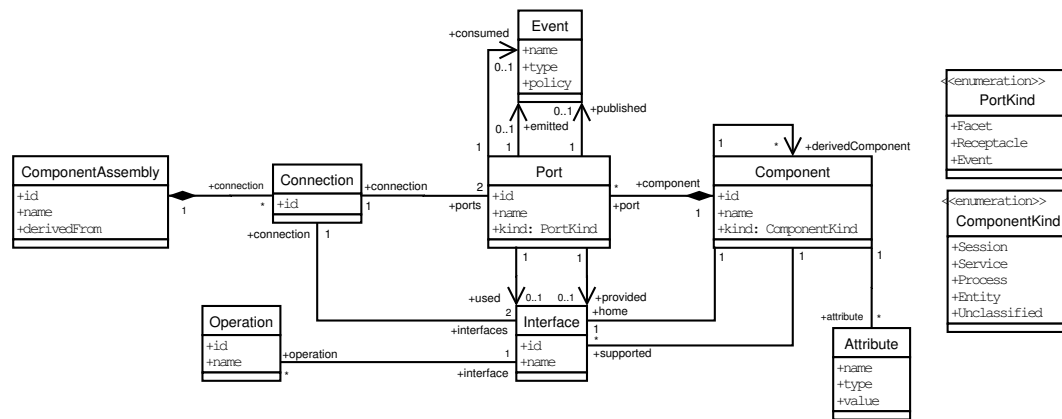 Event
+name
+type
+policy
+consumed
0..1
0..1
+emitted
0..1
+published
1
1
1
ComponentAssembly
+id
+name
+derivedFrom
1
+connection
*
Connection
+id
+connection
1
2
+ports
+connection
1
Port
+id
+name
+kind: PortKind
*
+port
+component
1
Component
+id
+name
+kind: ComponentKind
1
*
+derivedComponent
1
1
1
1
1
+used
0..1
0..1
+provided
+home
1
*
+supported
2
+interfaces
Interface
+id
+name
1
+interface
Operation
+id
+name
+operation
*
+attribute
*
Attribute
+name
+type
+value
<<enumeration>>
PortKind
+Facet
+Receptacle
+Event
<<enumeration>>
ComponentKind
+Session
+Service
+Process
+Entity
+Unclassified